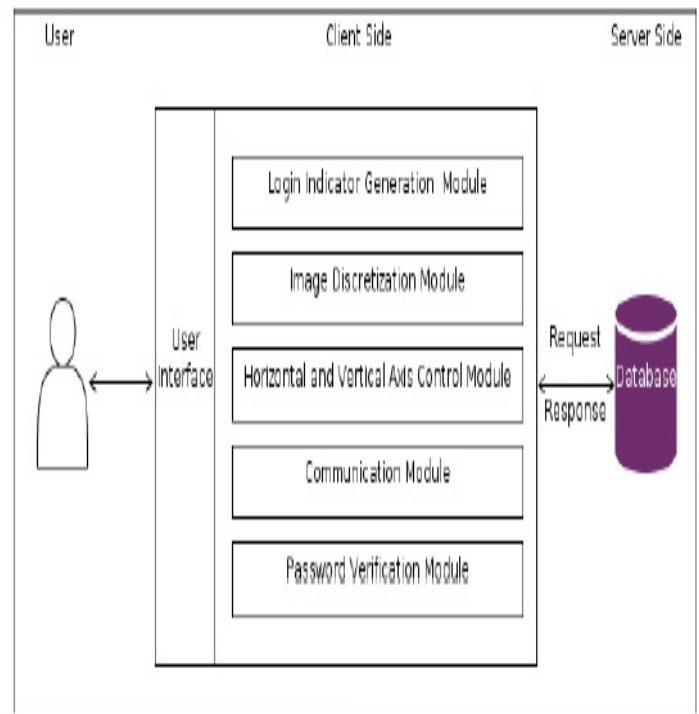 User
Client Side
Server Side
Login Indicator Generation Module
Image Discretization Module
User
Interface
Horizontal and Vertical Axis Control Module
Communication Module
Password Verification Module
Request
Response
Database